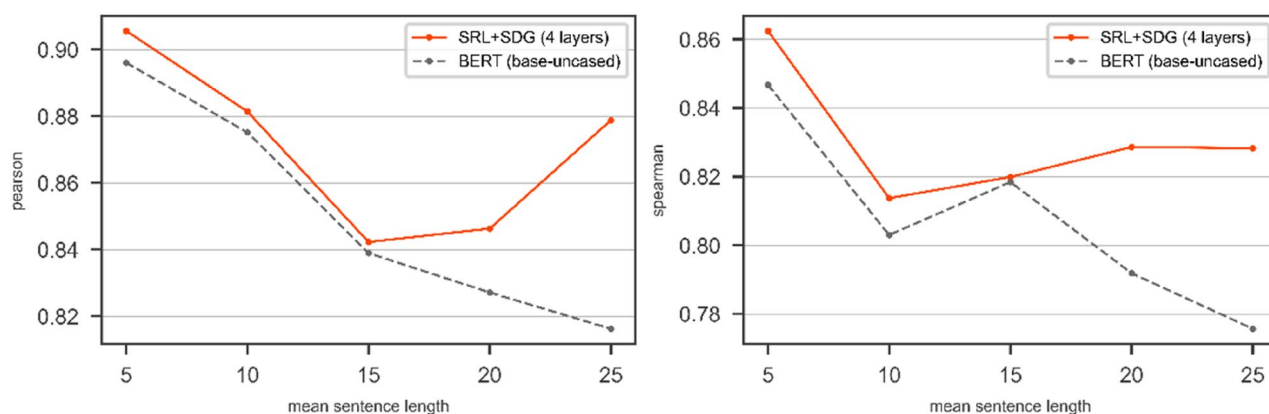 0.90
0.88
0.86
0.84
0.82
pearson
5 10 15 20 25
mean sentence length
SRL+SDG (4 layers)
BERT (base-uncased)
0.86
0.84
0.82
0.80
0.78
spearman
5 10 15 20 25
mean sentence length
SRL+SDG (4 layers)
BERT (base-uncased)